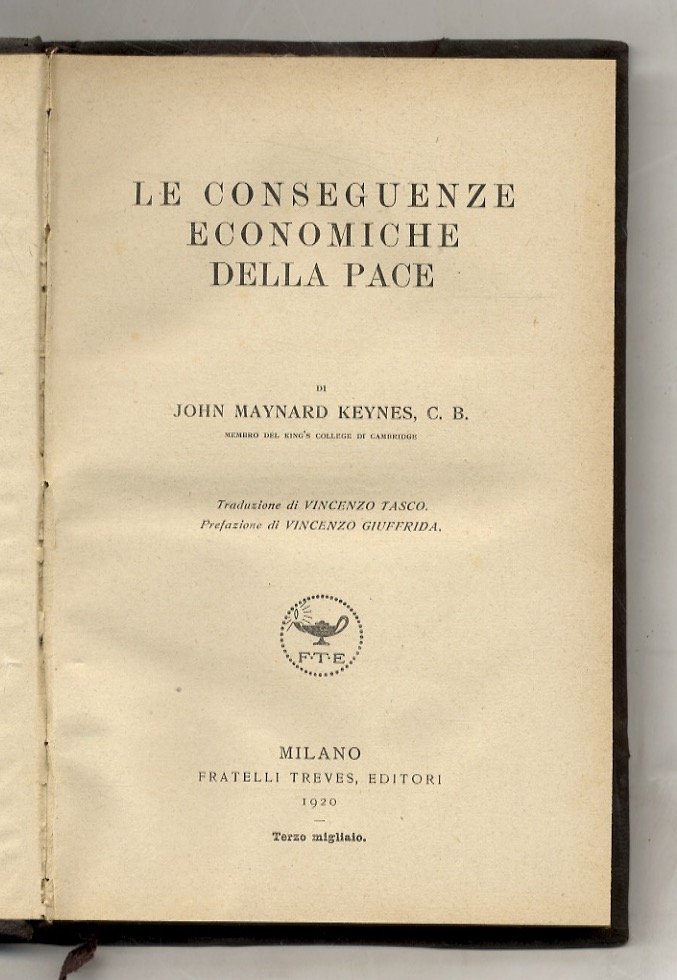 LE CONSEGUENZE
ECONOMICHE
DELLA PACE
DI
JOHN MAYNARD KEYNES, C. B.
MEMBRO DEL KING'S COLLEGE DI CAMBRIDGE
Traduzione di VINCENZO TASCO.
Prefazione di VINCENZO GIUFFRIDA.
F·T·E
MILANO
FRATELLI TREVES, EDITORI
1920
Terzo migliaio.